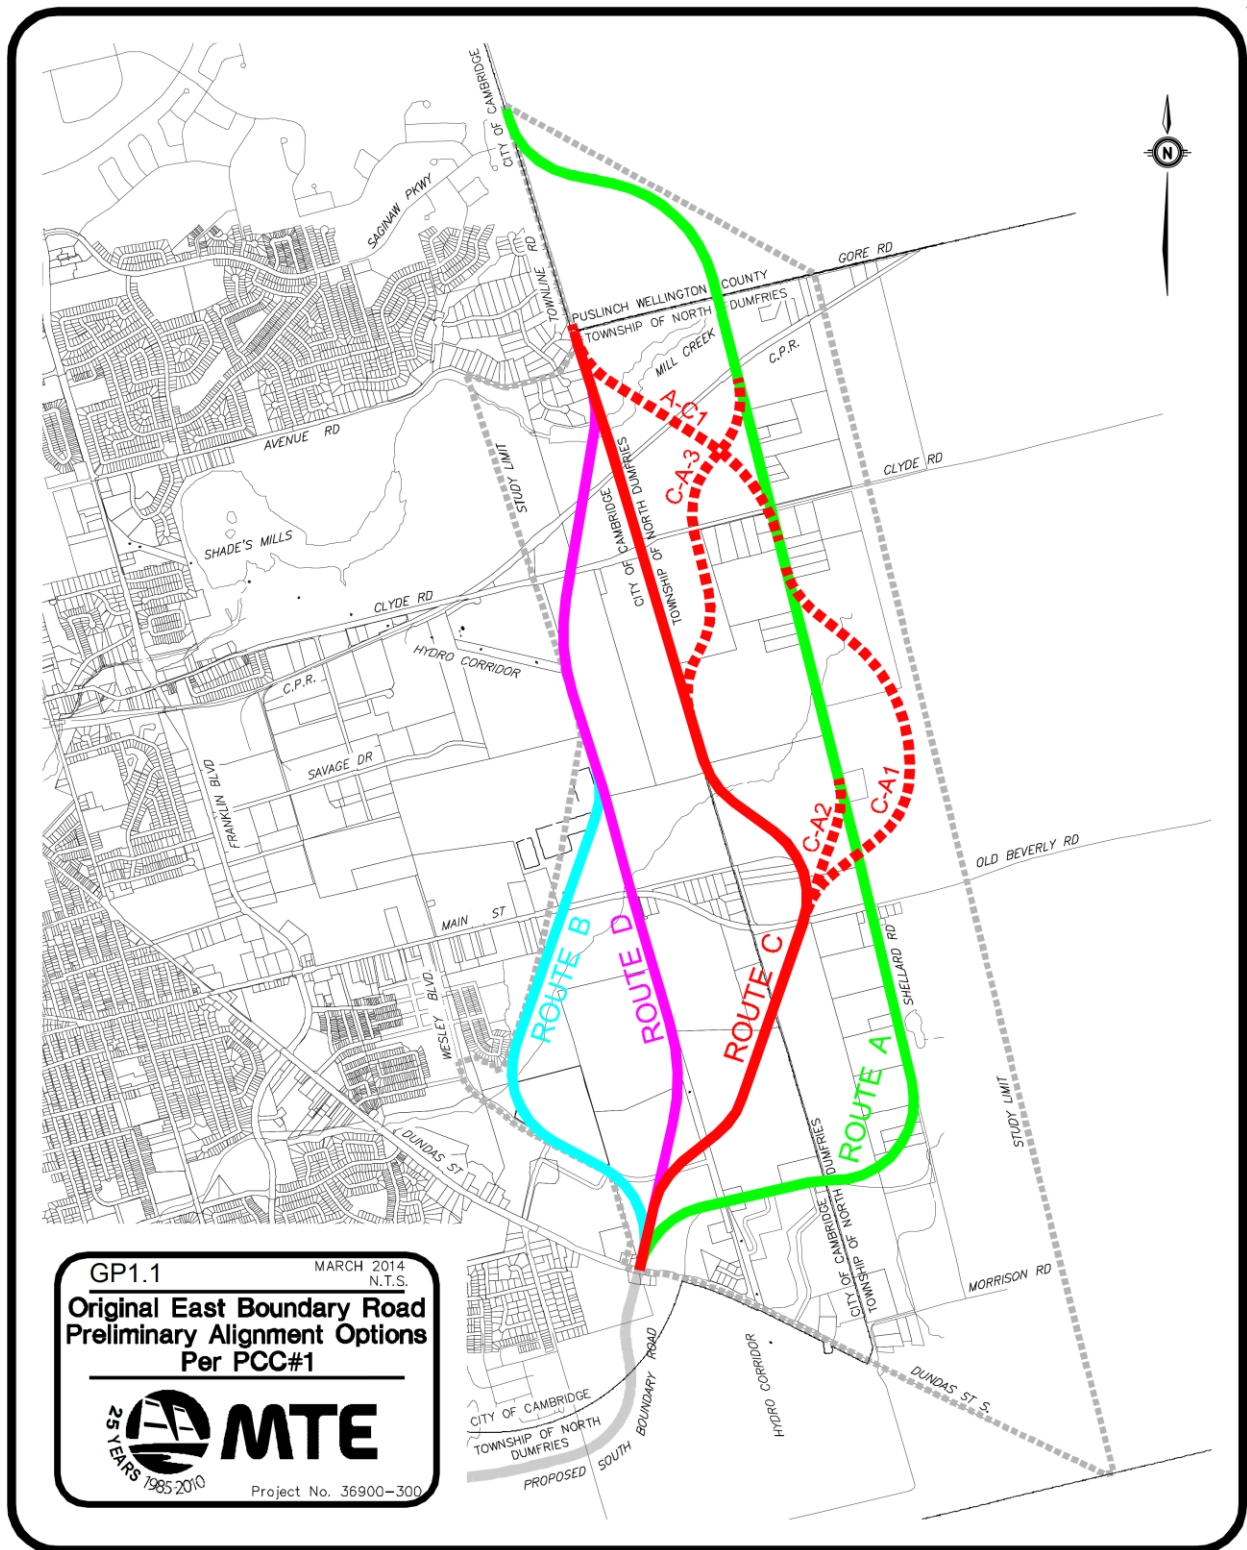 CITY OF CAMBRIDGE
SAGINAW PKWY
TOWNLINE RD
GORE RD
PUSLINCH WELLINGTON COUNTY
TOWNSHIP OF NORTH DUMFRIES
MILL CREEK
C.P.R.
A-C1
AVENUE RD
C-A-3
CLYDE RD
STUDY LIMIT
CITY OF CAMBRIDGE
TOWNSHIP OF NORTH DUMFRIES
SHADE'S MILLS
CLYDE RD
HYDRO CORRIDOR
C.P.R.
SAVAGE DR
FRANKLIN BLVD
C-A1
C-A2
OLD BEVERLY RD
MAIN ST
ROUTE B
ROUTE D
ROUTE C
SHELLARD RD
WESLEY BLVD.
ROUTE A
STUDY LIMIT
DUNDAS ST
CITY OF CAMBRIDGE
TOWNSHIP OF NORTH DUMFRIES
MORRISON RD
DUNDAS ST S.
HYDRO CORRIDOR
CITY OF CAMBRIDGE
TOWNSHIP OF NORTH
DUMFRIES
PROPOSED SOUTH BOUNDARY ROAD
N
GP1.1
MARCH 2014
N.T.S.
Original East Boundary Road
Preliminary Alignment Options
Per PCC#1
MTE
25 YEARS 1985-2010
Project No. 36900-300